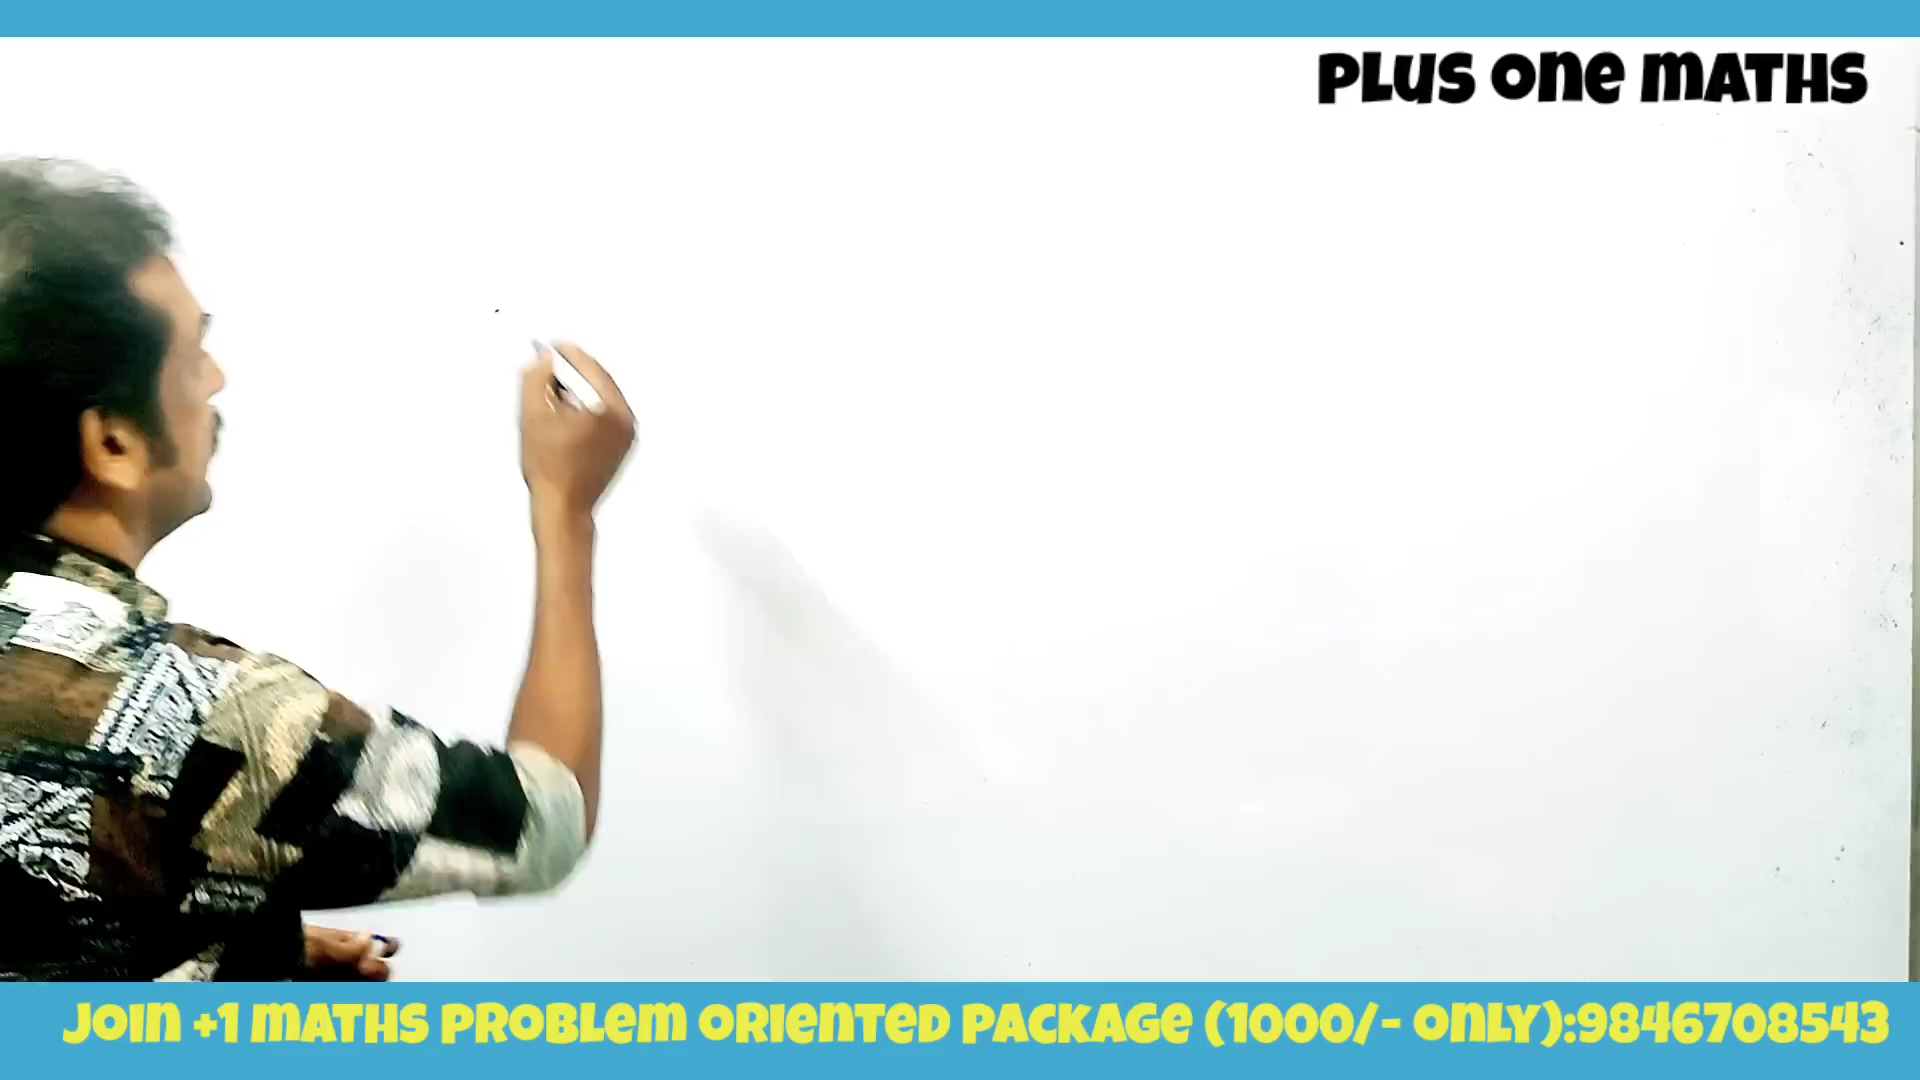 PLUS ONE MATHS
JOIN +1 MATHS PROBLEM ORIENTED PACKAGE (1000/- ONLY):9846708543